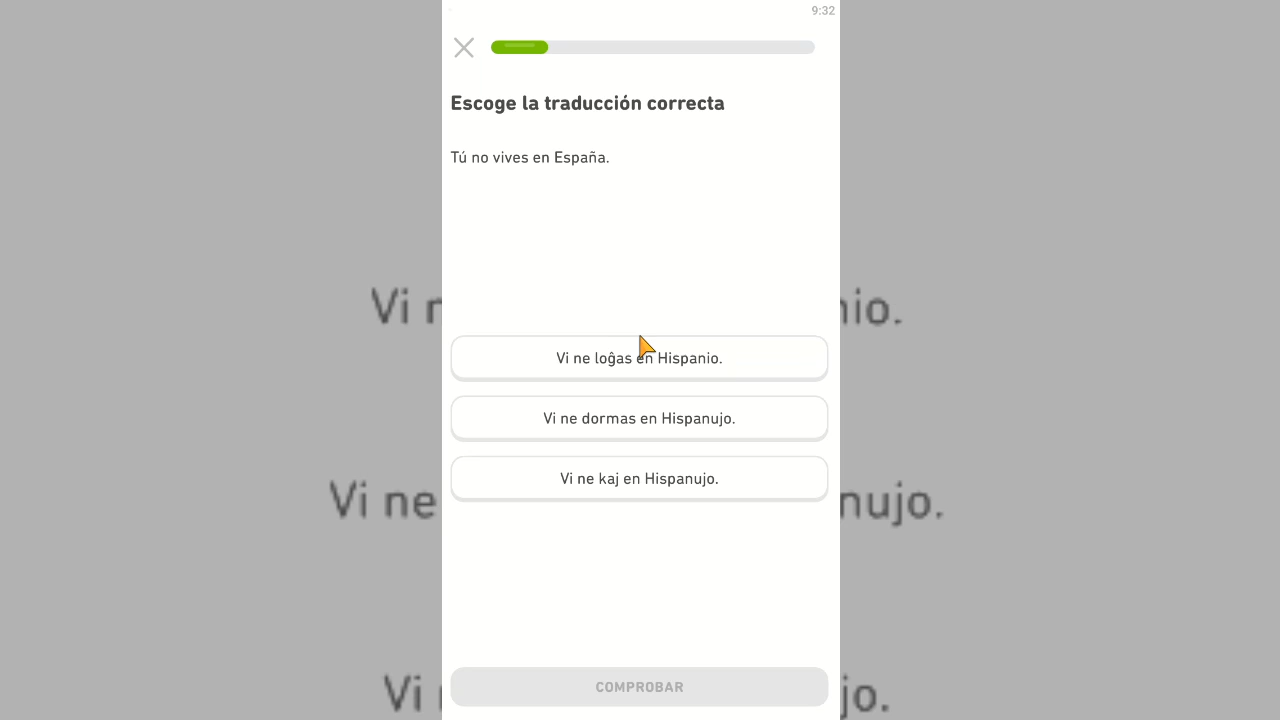 9:32
Escoge la traducción correcta
Tú no vives en España.
Vi ne loĝas en Hispanio.
Vi ne dormas en Hispanujo.
Vi ne kaj en Hispanujo.
COMPROBAR